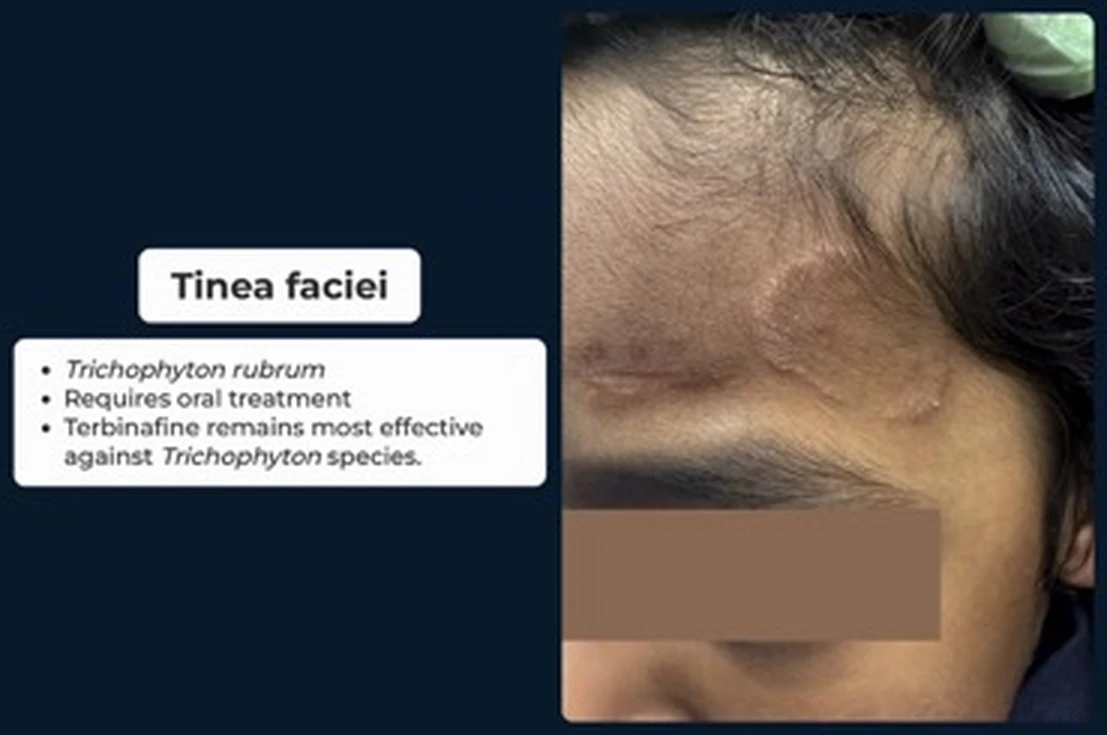 Tinea faciei
• Trichophyton rubrum
• Requires oral treatment
• Terbinafine remains most effective
against Trichophyton species.